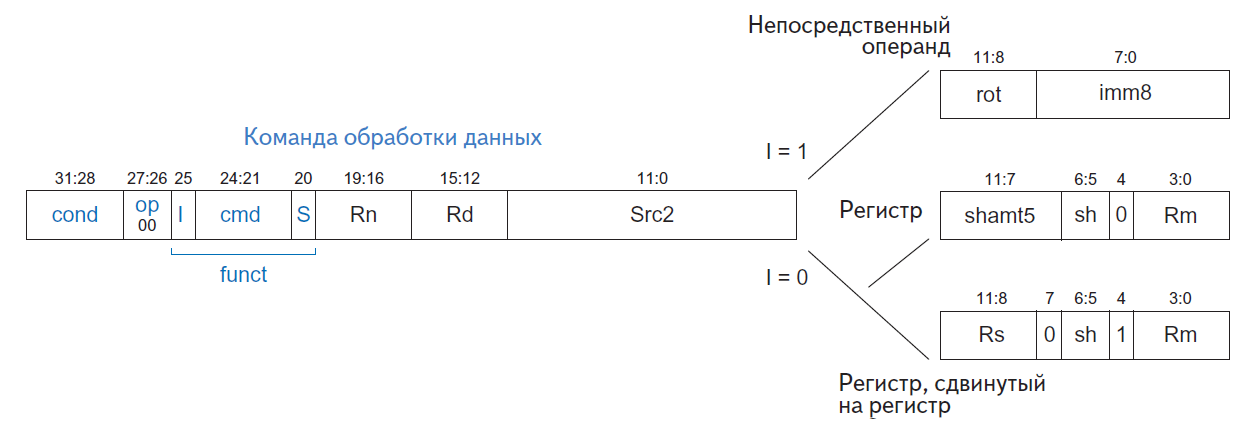 Непосредственный
операнд
11:8 7:0
rot imm8
Команда обработки данных
I = 1
31:28 27:26 25 24:21 20 19:16 15:12 11:0
cond op 00 I cmd S Rn Rd Src2
funct
Регистр
11:7 6:5 4 3:0
shamt5 sh 0 Rm
I = 0
11:8 7 6:5 4 3:0
Rs 0 sh 1 Rm
Регистр, сдвинутый
на регистр